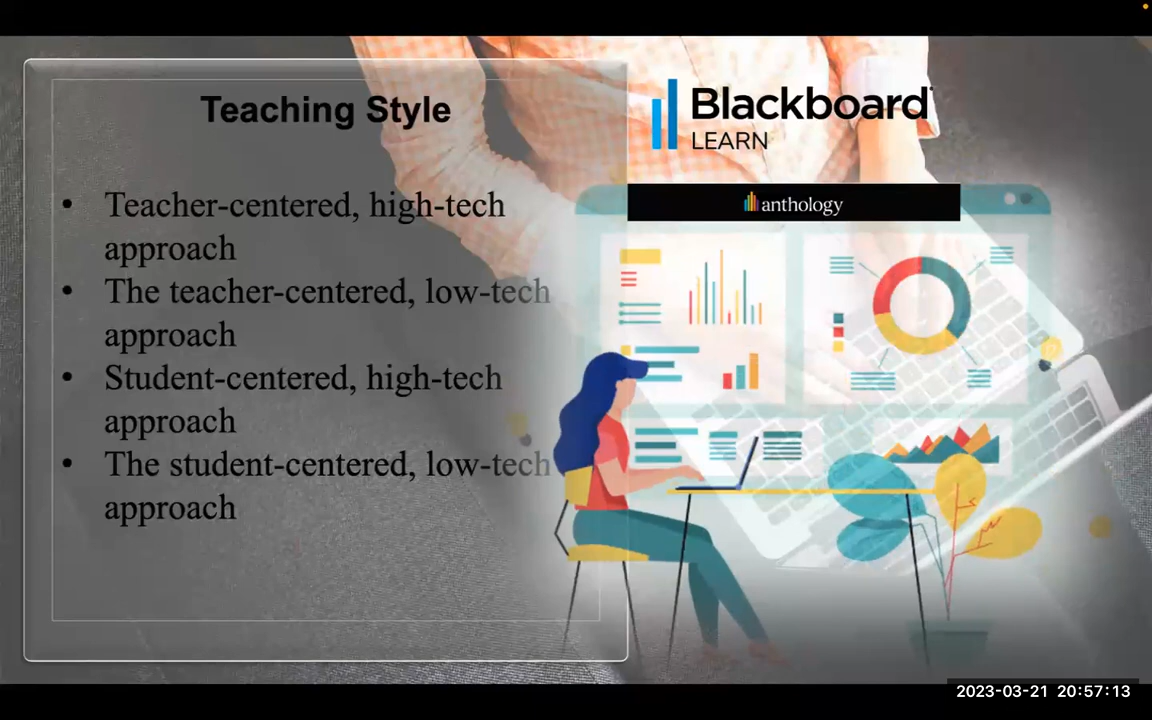 Teaching Style
• Teacher-centered, high-tech
approach
• The teacher-centered, low-tech
approach
• Student-centered, high-tech
approach
• The student-centered, low-tech
approach
Blackboard
LEARN
anthology
2023-03-21 20:57:13